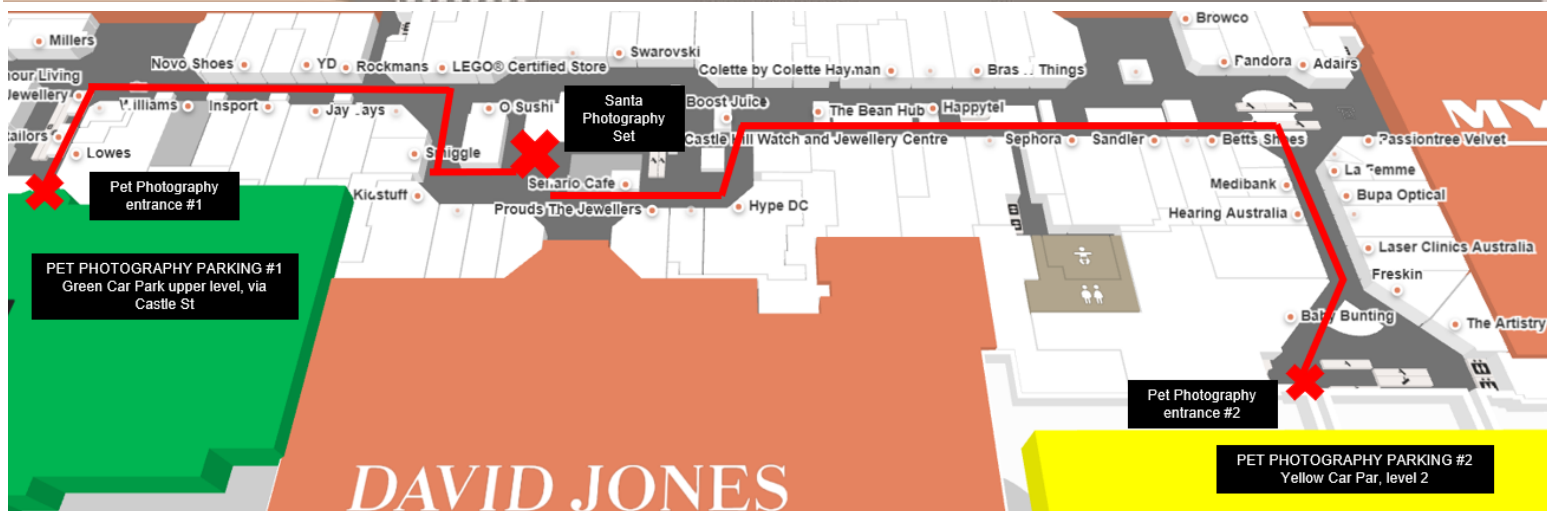 Millers
Novo Shoes
YD
Rockmans
LEGO® Certified Store
Swarovski
Colette by Colette Hayman
Bras Things
Browco
Pandora
Adairs
MY
our Living
Jewellery
Williams
Insport
Jay Jays
O Sushi
Santa
Photography
Set
Boost Juice
The Bean Hub
Happytel
tailors
Lowes
Smiggle
Castle Hill Watch and Jewellery Centre
Sephora
Sandler
Betts Shoes
Passiontree Velvet
Pet Photography
entrance #1
Kidstuff
Senario Cafe
Prouds The Jewellers
Hype DC
Medibank
La Femme
Bupa Optical
Hearing Australia
Laser Clinics Australia
Freskin
PET PHOTOGRAPHY PARKING #1
Green Car Park upper level, via
Castle St
Baby Bunting
The Artistry
Pet Photography
entrance #2
DAVID JONES
PET PHOTOGRAPHY PARKING #2
Yellow Car Par, level 2